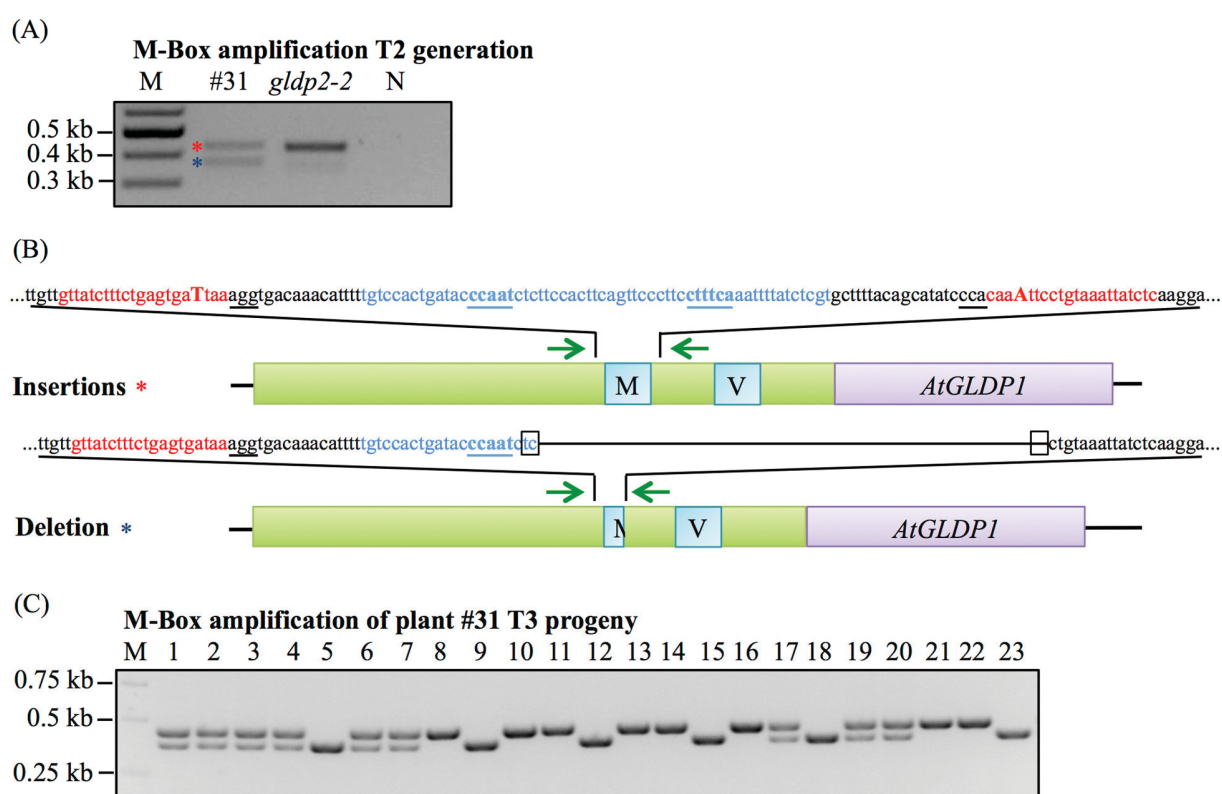 (A)
M-Box amplification T2 generation
M #31 gldp2-2 N
0.5 kb
*
0.4 kb
*
0.3 kb
(B)
...ttgttgttatctttctgagtgaTtaaaggtgacaaacattttttgtccactgatacccaatctcttccacttcagttcccttcctttcaaattttatctcgtgcttttacagcatatccccacaaAttcctgtaaattatctcaagga...
Insertions * M V AtGLDP1
...ttgttgttatctttctgagtgataaaggtgacaaacattttttgtccactgatacccaatctc ctgtaaattatctcaagga...
Deletion * M V AtGLDP1
(C)
M-Box amplification of plant #31 T3 progeny
M 1 2 3 4 5 6 7 8 9 10 11 12 13 14 15 16 17 18 19 20 21 22 23
0.75 kb
0.5 kb
0.25 kb